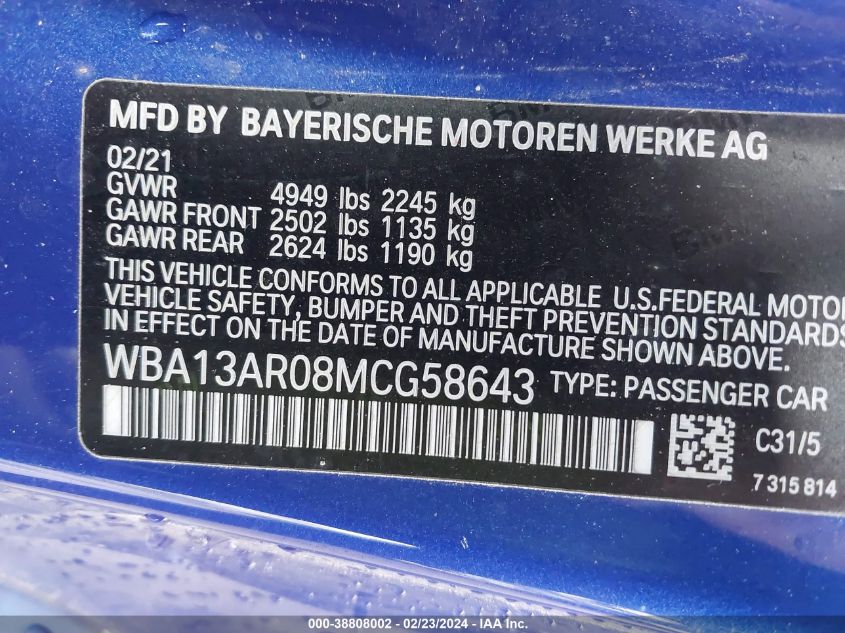 MFD BY BAYERISCHE MOTOREN WERKE AG
02/21
GVWR 4949 lbs 2245 kg
GAWR FRONT 2502 lbs 1135 kg
GAWR REAR 2624 lbs 1190 kg
THIS VEHICLE CONFORMS TO ALL APPLICABLE U.S.FEDERAL MOTOR
VEHICLE SAFETY, BUMPER AND THEFT PREVENTION STANDARDS
IN EFFECT ON THE DATE OF MANUFACTURE SHOWN ABOVE.
WBA13AR08MCG58643 TYPE: PASSENGER CAR
C31/5
7 315 814
000-38808002 - 02/23/2024 - IAA Inc.